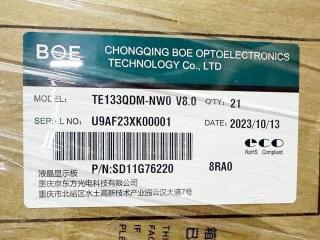 BOE CHONGQING BOE OPTOELECTRONICS
TECHNOLOGY Co., LTD
MODEL: TE133QDM-NW0 V8.0 Q'TY: 21
SERIAL NO: U9AF23XK00001 DATE: 2023/10/13
eco
RoHS Compliant
P/N:SD11G76220 8RA0
液晶显示板
重庆京东方光电科技有限公司
重庆市北碚区水土高新技术产业园云汉大道7号
箱